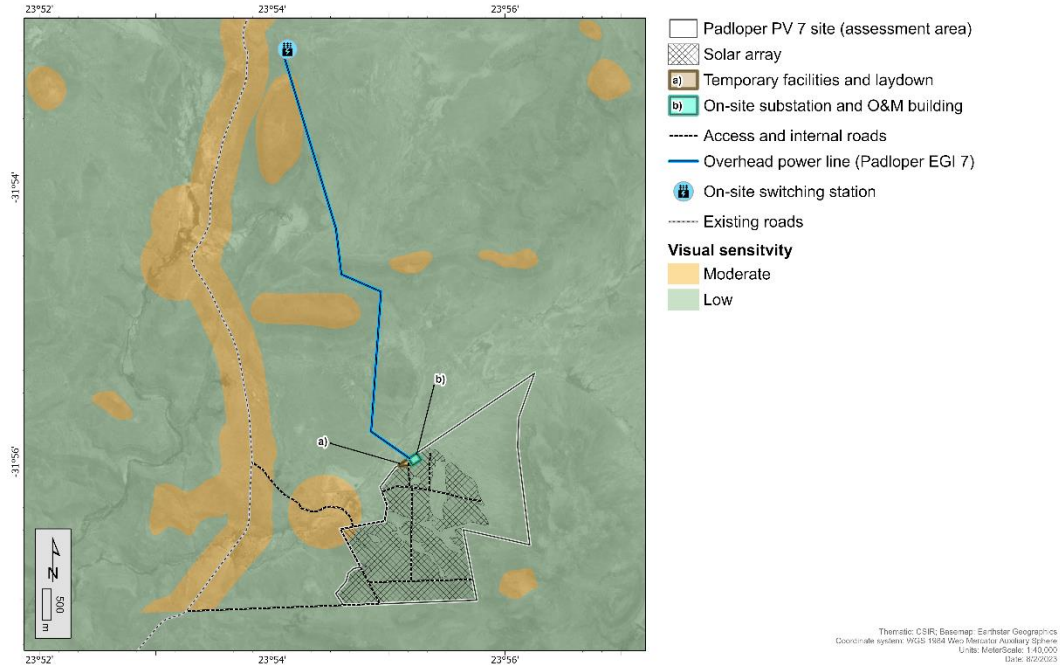 23°52'
23°54'
23°56'
-31°54'
-31°54'
b)
a)
-31°56'
-31°56'
N
500
m
23°52'
23°54'
23°56'
Padloper PV 7 site (assessment area)
Solar array
a) Temporary facilities and laydown
b) On-site substation and O&M building
Access and internal roads
Overhead power line (Padloper EGI 7)
On-site switching station
Existing roads
Visual sensitvity
Moderate
Low
Thematic: CSIR; Basemap: Earthstar Geographics
Coordinate system: WGS 1984 Web Mercator Auxiliary Sphere
Units: MeterScale: 1:40,000
Date: 8/2/2023